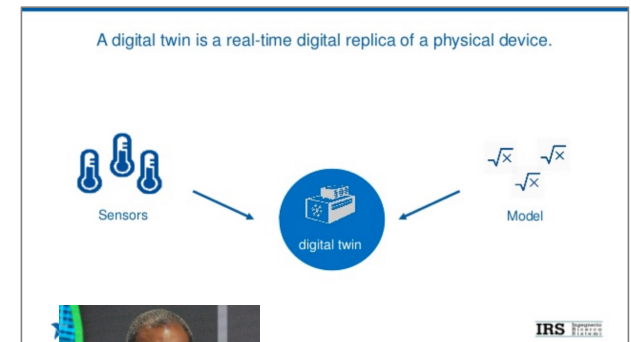 A digital twin is a real-time digital replica of a physical device.
√x √x
√x
Sensors
digital twin
Model
IRS